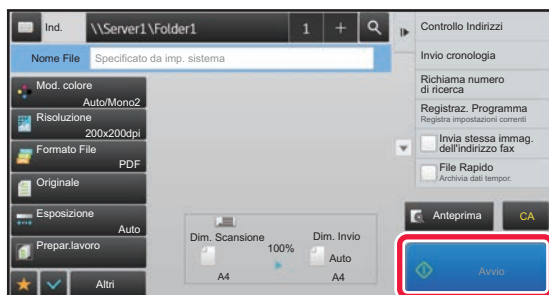 Ind.
\\Server1\Folder1
1
+
Nome File
Specificato da imp. sistema
Mod. colore
Auto/Mono2
Risoluzione
200x200dpi
Formato File
PDF
Originale
Esposizione
Auto
Prepar.lavoro
Altri
Dim. Scansione
100%
Dim. Invio
Auto
A4
A4
Controllo Indirizzi
Invio cronologia
Richiama numero
di ricerca
Registraz. Programma
Registra impostazioni correnti
Invia stessa immag.
dell'indirizzo fax
File Rapido
Archivia dati tempor.
Anteprima
CA
Avvio